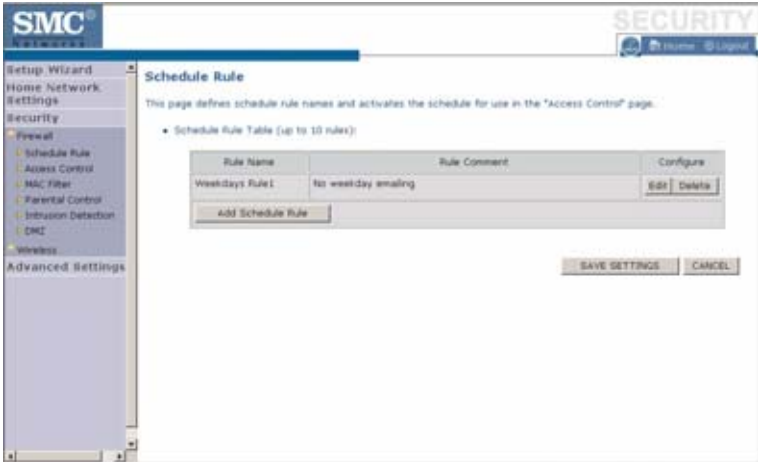 SMC®
Networks
SECURITY
Home Logout
Setup Wizard
Home Network Settings
Security
Firewall
Schedule Rule
Access Control
MAC Filter
Parental Control
Intrusion Detection
DMZ
Wireless
Advanced Settings
Schedule Rule
This page defines schedule rule names and activates the schedule for use in the "Access Control" page.
• Schedule Rule Table (up to 10 rules):
Rule Name Rule Comment Configure
Weekdays Rule1 No weekday emailing Edit Delete
Add Schedule Rule
SAVE SETTINGS CANCEL